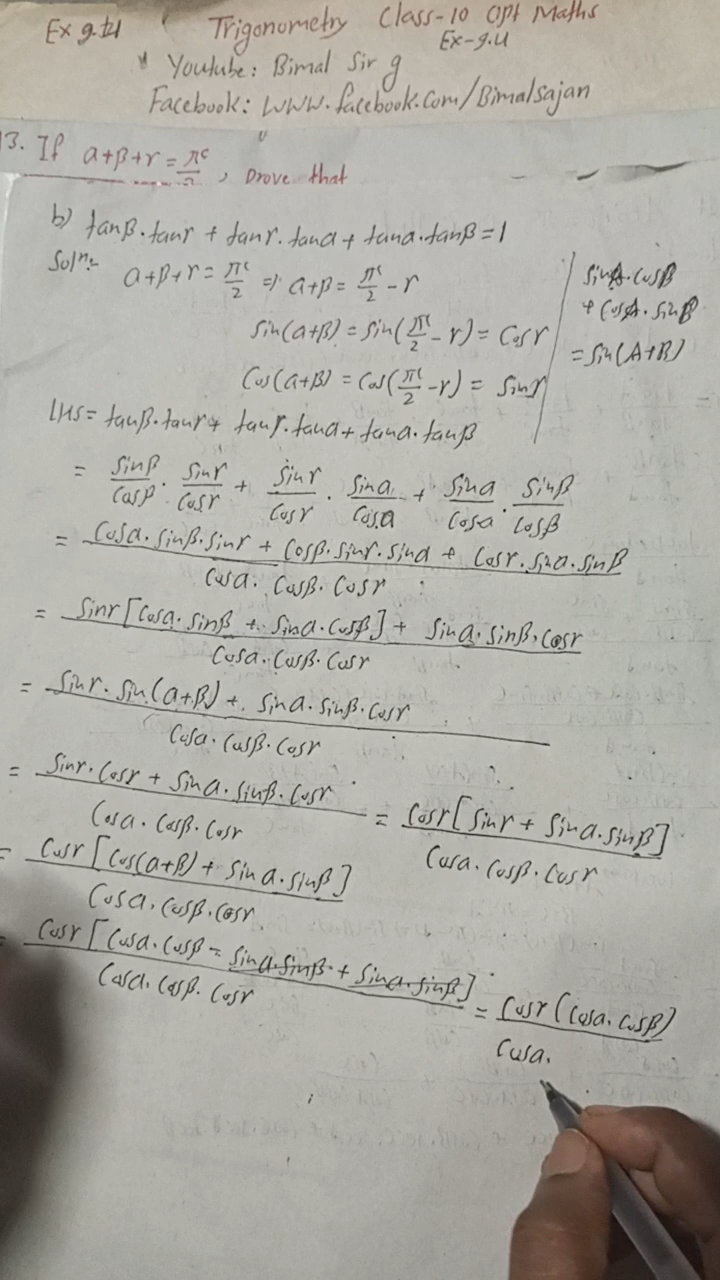 Ex 9.4 Trigonometry Class-10 Opt Maths
Ex-9.4
* Youtube: Bimal Sir g
Facebook: www.facebook.com/Bimalsajan
13. If α+β+γ = π^c/2, prove that
b) tanβ.tanγ + tanγ.tanα + tanα.tanβ = 1
Solⁿ:- α+β+γ = π^c/2 ⇒ α+β = π^c/2 - γ
sin(α+β) = sin(π^c/2 - γ) = Cosγ
Cos(α+β) = Cos(π^c/2 - γ) = Sinγ
SinA.CosB
+ CosA.SinB
= Sin(A+B)
LHS = tanβ.tanγ + tanγ.tanα + tanα.tanβ
= Sinβ/Cosβ . Sinγ/Cosγ + Sinγ/Cosγ . Sinα/Cosα + Sinα/Cosα . Sinβ/Cosβ
= Cosα.Sinβ.Sinγ + Cosβ.Sinγ.Sinα + Cosγ.Sinα.Sinβ / Cosα.Cosβ.Cosγ
= Sinγ[Cosα.Sinβ + Sinα.Cosβ] + Sinα.Sinβ.Cosγ / Cosα.Cosβ.Cosγ
= Sinγ.Sin(α+β) + Sinα.Sinβ.Cosγ / Cosα.Cosβ.Cosγ
= Sinγ.Cosγ + Sinα.Sinβ.Cosγ / Cosα.Cosβ.Cosγ = Cosγ[Sinγ + Sinα.Sinβ] / Cosα.Cosβ.Cosγ
= Cosγ[Cos(α+β) + Sinα.Sinβ] / Cosα.Cosβ.Cosγ
= Cosγ[Cosα.Cosβ - Sinα.Sinβ + Sinα.Sinβ] / Cosα.Cosβ.Cosγ = Cosγ(Cosα.Cosβ) / Cosα.